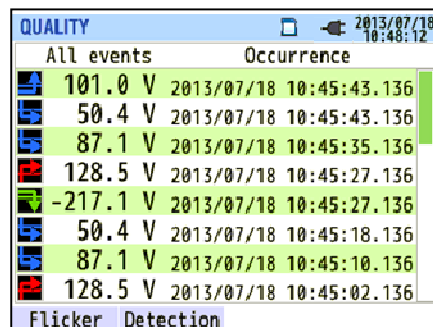 QUALITY 2013/07/18
10:48:12
All events Occurrence
101.0 V 2013/07/18 10:45:43.136
50.4 V 2013/07/18 10:45:43.136
87.1 V 2013/07/18 10:45:35.136
128.5 V 2013/07/18 10:45:27.136
-217.1 V 2013/07/18 10:45:27.136
50.4 V 2013/07/18 10:45:18.136
87.1 V 2013/07/18 10:45:10.136
128.5 V 2013/07/18 10:45:02.136
Flicker Detection